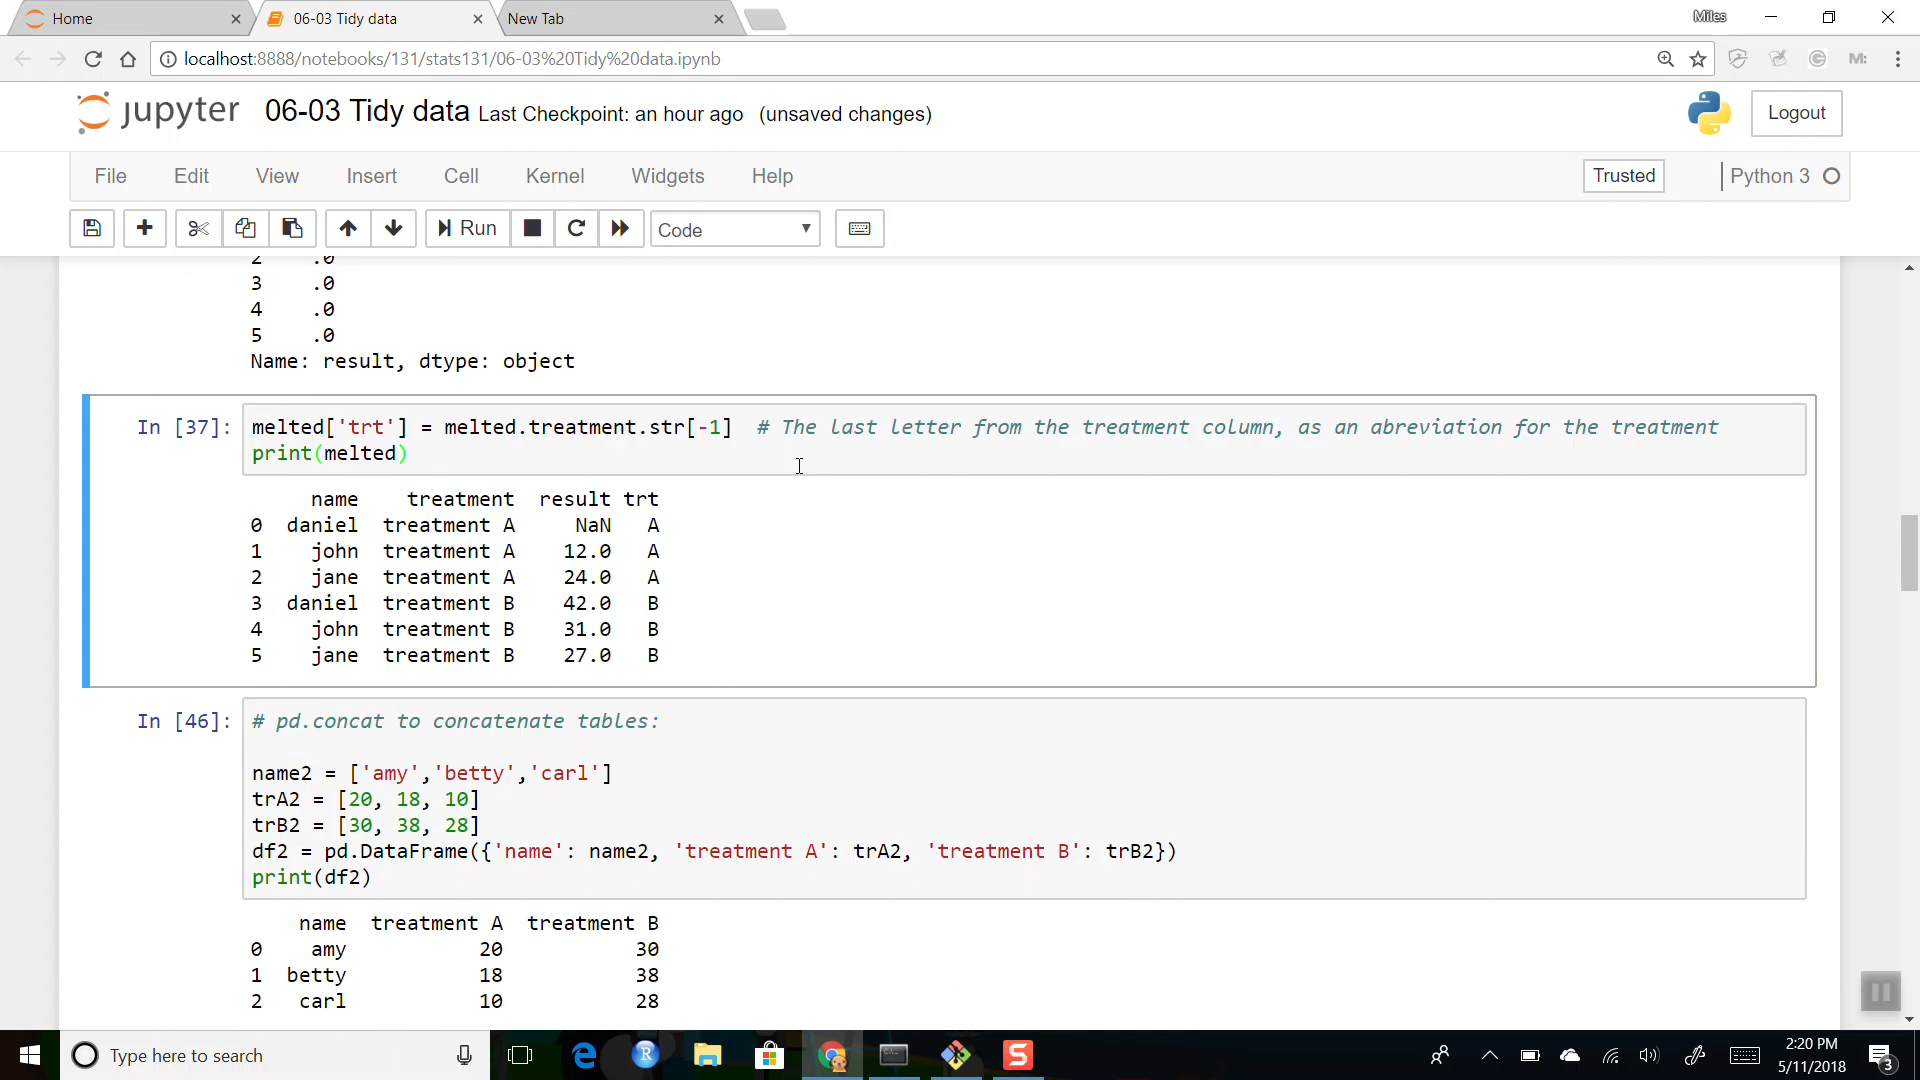 Home
06-03 Tidy data
New Tab
Miles
localhost:8888/notebooks/131/stats131/06-03%20Tidy%20data.ipynb
jupyter 06-03 Tidy data Last Checkpoint: an hour ago (unsaved changes)
Logout
File Edit View Insert Cell Kernel Widgets Help
Trusted
Python 3
Run
Code
2 .0
3 .0
4 .0
5 .0
Name: result, dtype: object
In [37]: melted['trt'] = melted.treatment.str[-1]  # The last letter from the treatment column, as an abreviation for the treatment
print(melted)
name treatment result trt
0 daniel treatment A NaN A
1 john treatment A 12.0 A
2 jane treatment A 24.0 A
3 daniel treatment B 42.0 B
4 john treatment B 31.0 B
5 jane treatment B 27.0 B
In [46]: # pd.concat to concatenate tables:
name2 = ['amy','betty','carl']
trA2 = [20, 18, 10]
trB2 = [30, 38, 28]
df2 = pd.DataFrame({'name': name2, 'treatment A': trA2, 'treatment B': trB2})
print(df2)
name treatment A treatment B
0 amy 20 30
1 betty 18 38
2 carl 10 28
Type here to search
2:20 PM
5/11/2018
3